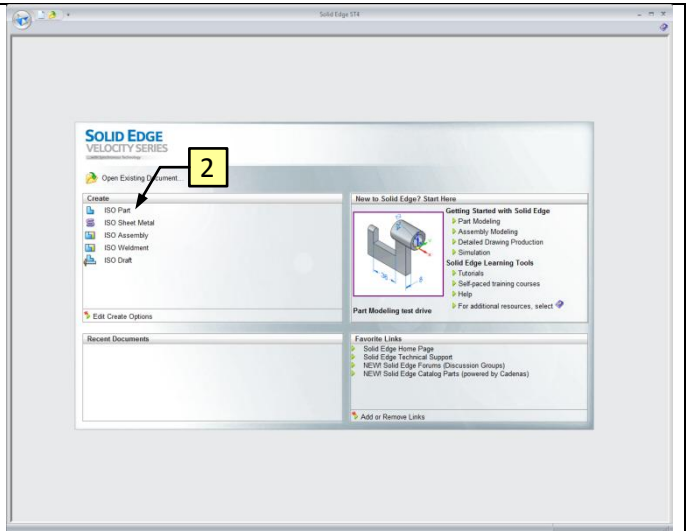 Solid Edge ST4
SOLID EDGE
VELOCITY SERIES
2
Open Existing Document...
Create
ISO Part
ISO Sheet Metal
ISO Assembly
ISO Weldment
ISO Draft
Edit Create Options
New to Solid Edge? Start Here
Getting Started with Solid Edge
Part Modeling
Assembly Modeling
Detailed Drawing Production
Simulation
Solid Edge Learning Tools
Tutorials
Self-paced training courses
Help
For additional resources, select
Part Modeling test drive
Recent Documents
Favorite Links
Solid Edge Home Page
Solid Edge Technical Support
NEW! Solid Edge Forums (Discussion Groups)
NEW! Solid Edge Catalog Parts (powered by Cadenas)
Add or Remove Links